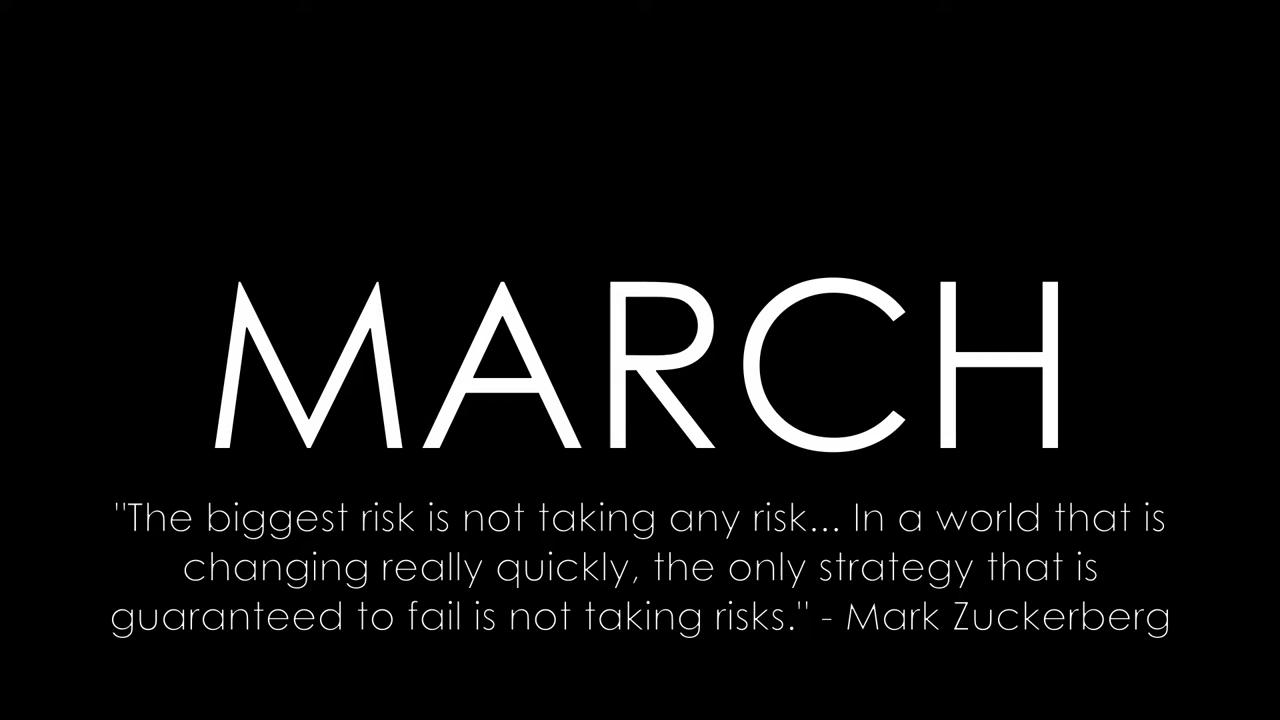 MARCH
"The biggest risk is not taking any risk... In a world that is
changing really quickly, the only strategy that is
guaranteed to fail is not taking risks." - Mark Zuckerberg